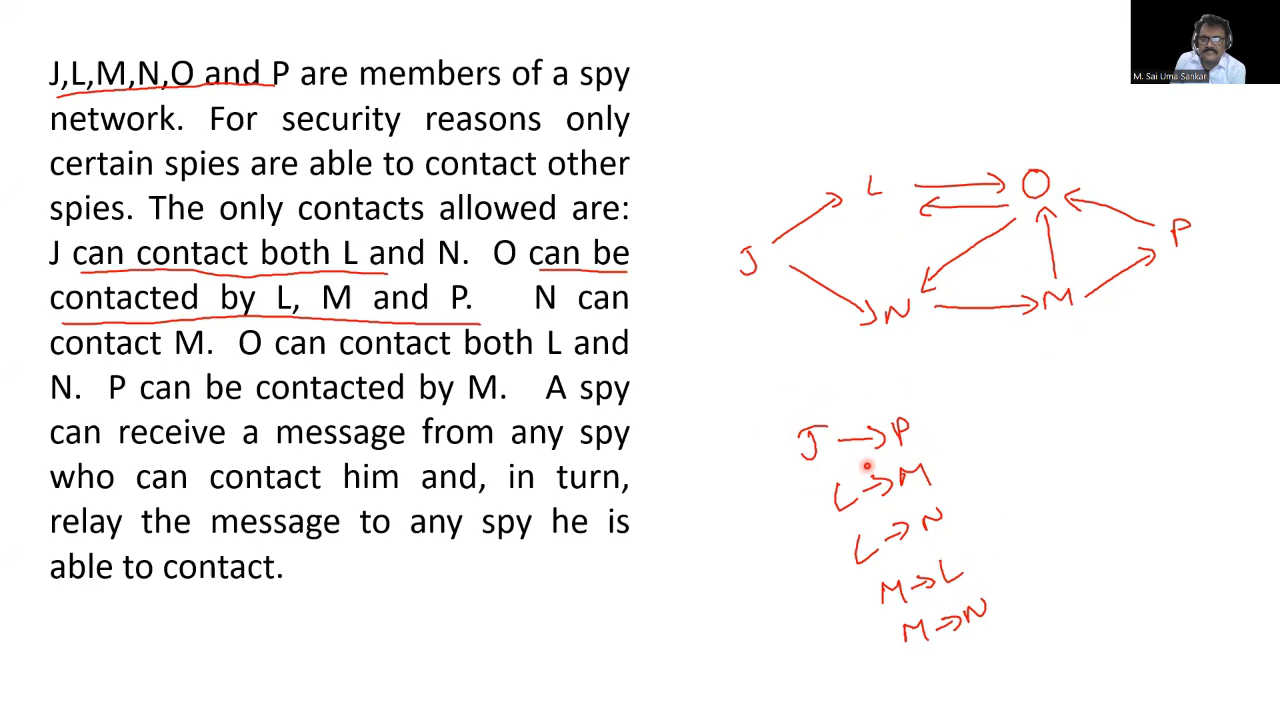 J,L,M,N,O and P are members of a spy
network. For security reasons only
certain spies are able to contact other
spies. The only contacts allowed are:
J can contact both L and N. O can be
contacted by L, M and P. N can
contact M. O can contact both L and
N. P can be contacted by M. A spy
can receive a message from any spy
who can contact him and, in turn,
relay the message to any spy he is
able to contact.
M. Sai Uma Sankar
L O
P
J
N M
J → P
L → M
L → N
M → L
M → N